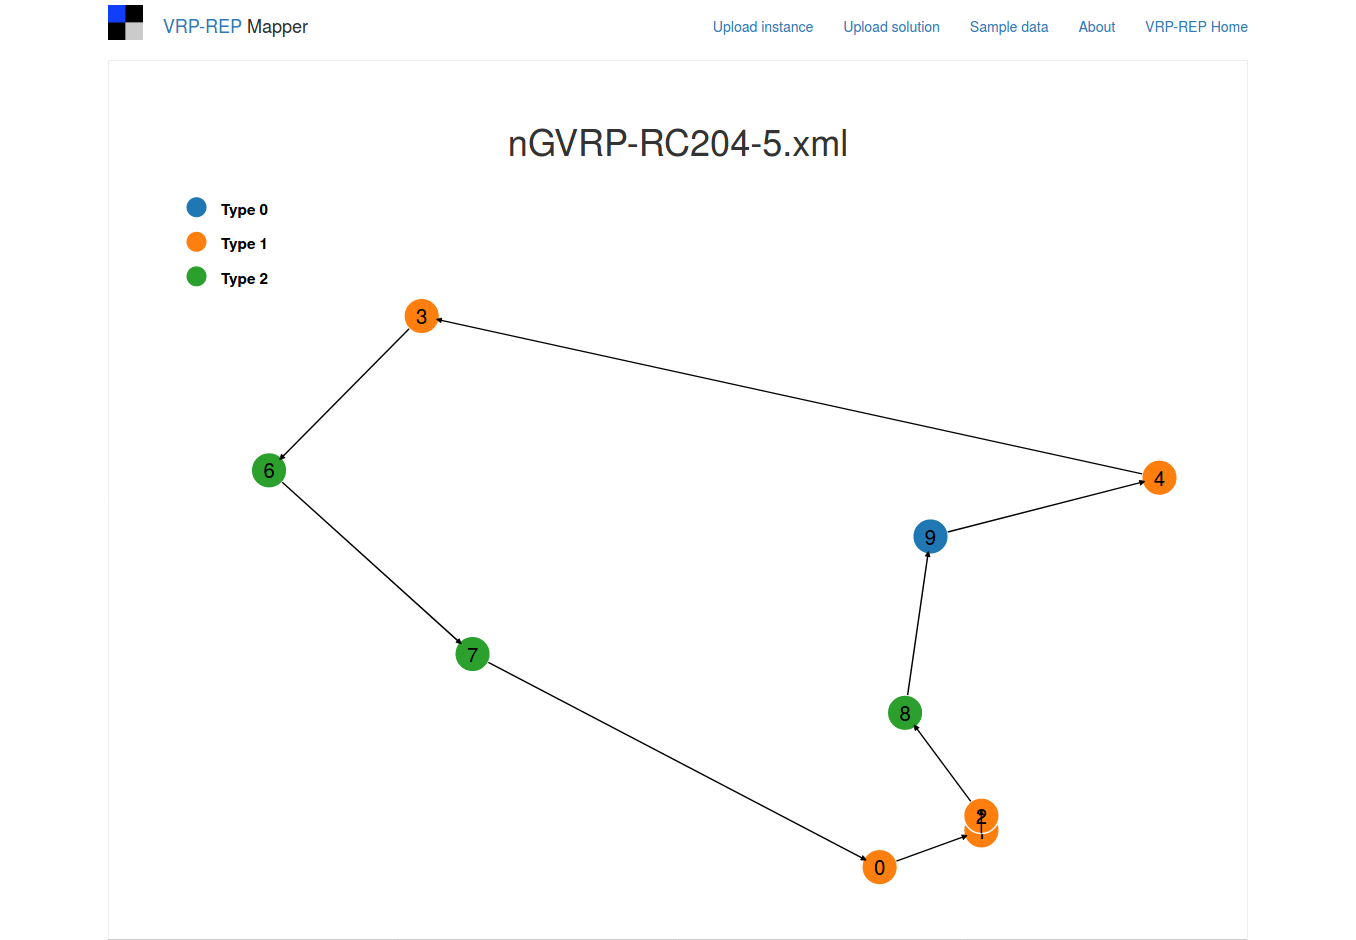 VRP-REP Mapper
Upload instance
Upload solution
Sample data
About
VRP-REP Home
nGVRP-RC204-5.xml
Type 0
Type 1
Type 2
3
6
4
9
7
8
2
0